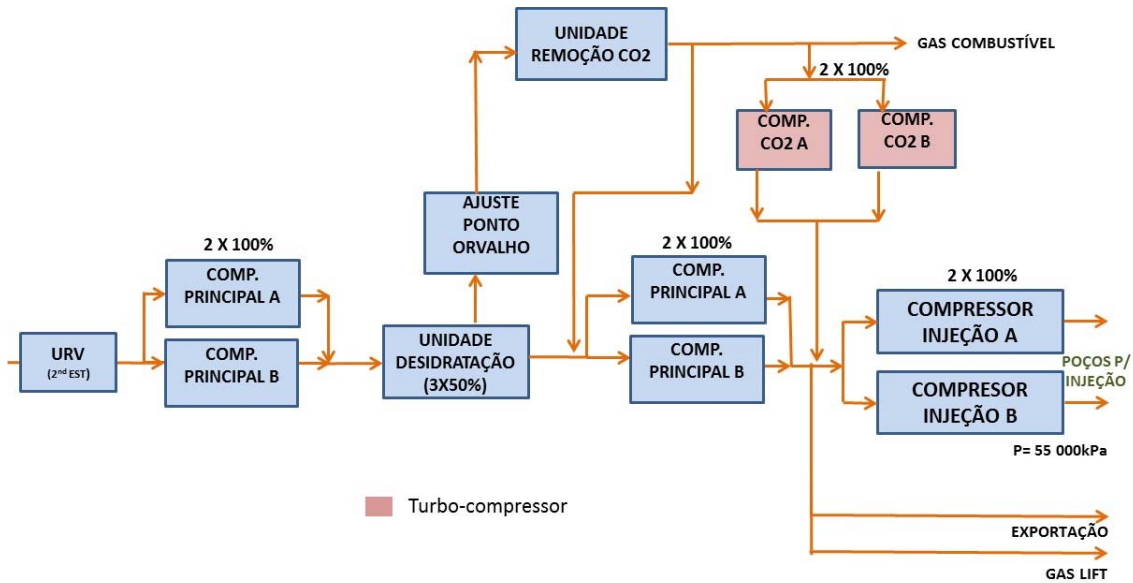 UNIDADE
REMOÇÃO CO2
GAS COMBUSTÍVEL
2 X 100%
COMP.
CO2 A
COMP.
CO2 B
AJUSTE
PONTO
ORVALHO
2 X 100%
COMP.
PRINCIPAL A
2 X 100%
COMP.
PRINCIPAL A
2 X 100%
COMPRESSOR
INJEÇÃO A
URV
(2nd EST)
COMP.
PRINCIPAL B
UNIDADE
DESIDRATAÇÃO
(3X50%)
COMP.
PRINCIPAL B
COMPRESOR
INJEÇÃO B
POÇOS P/
INJEÇÃO
P= 55 000kPa
Turbo-compressor
EXPORTAÇÃO
GAS LIFT